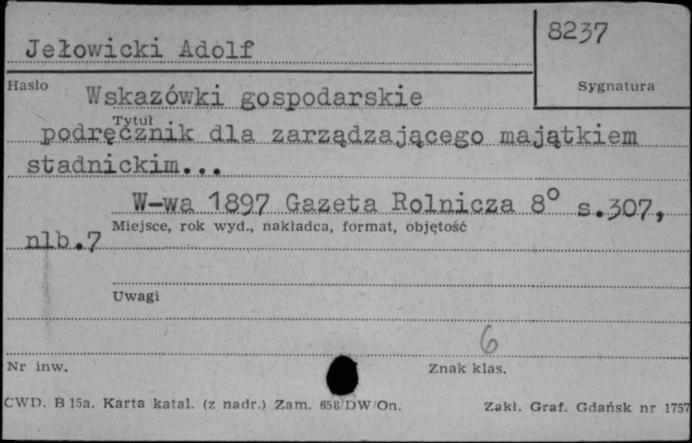 Jełowicki Adolf
8237
Hasło
Sygnatura
Wskazówki gospodarskie
Tytuł
podręcznik dla zarządzającego majątkiem
stadnickim...
W-wa 1897 Gazeta Rolnicza 8° s.307,
Miejsce, rok wyd., nakładca, format, objętość
nlb.7
Uwagi
6
Nr inw.
Znak klas.
CWD. B 15a. Karta katal. (z nadr.) Zam. 658/DW/On.
Zakł. Graf. Gdańsk nr 1757